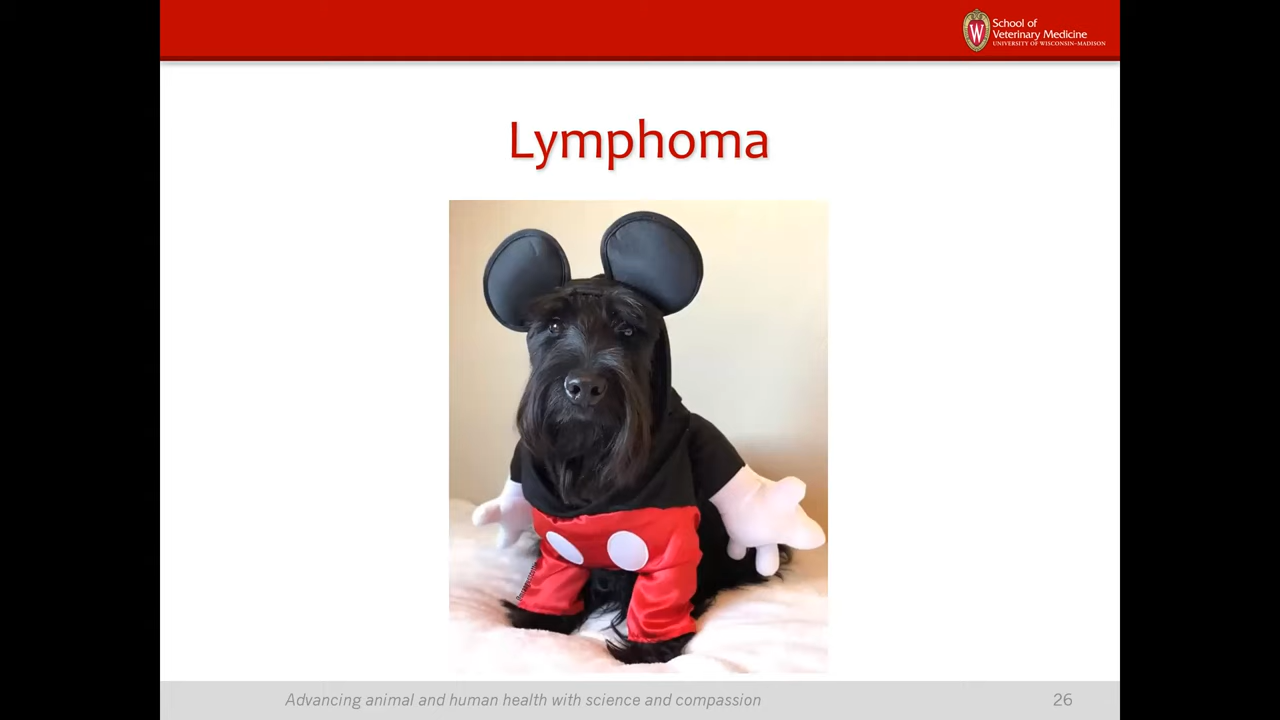 School of
Veterinary Medicine
UNIVERSITY OF WISCONSIN-MADISON
Lymphoma
Advancing animal and human health with science and compassion
26